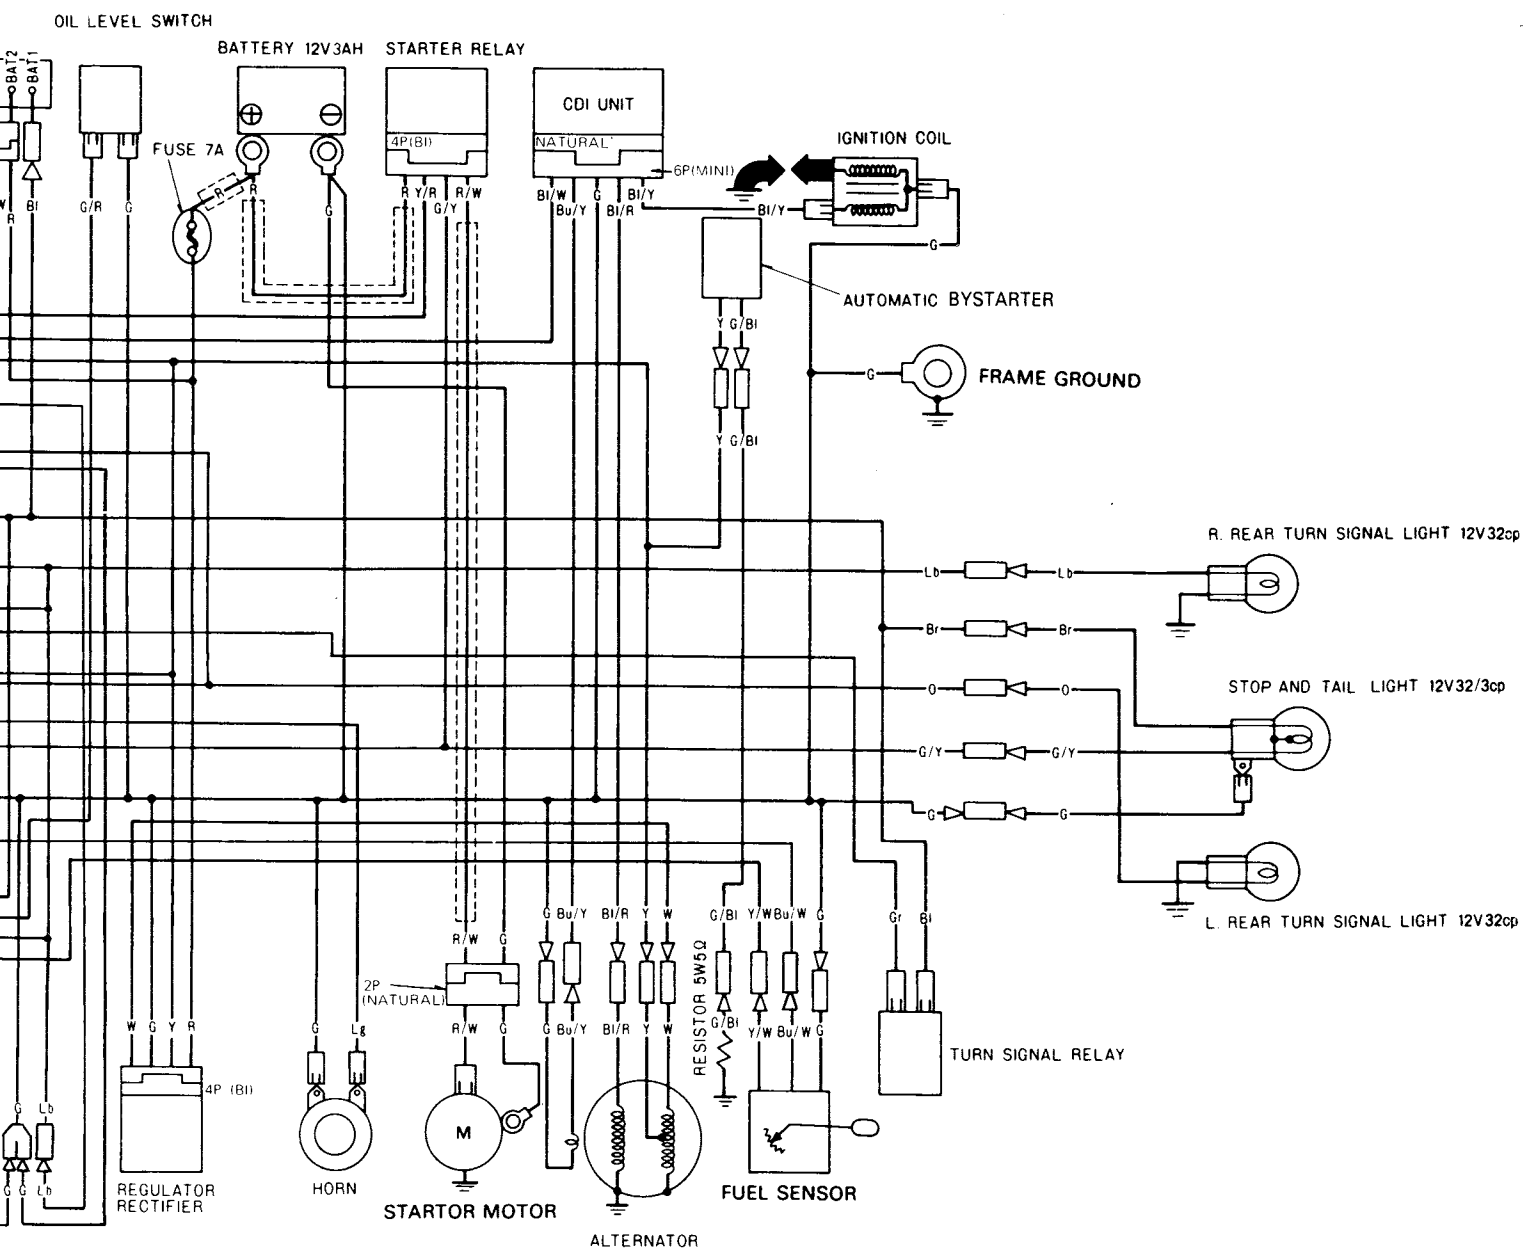 OIL LEVEL SWITCH
BATTERY 12V3AH
STARTER RELAY
BAT2
BAT1
CDI UNIT
IGNITION COIL
FUSE 7A
4P(Bl)
NATURAL
6P(MINI)
R
R
R Y/R R/W
G/Y
Bl/W G Bl/Y
Bu/Y Bl/R
Bl/Y
W
R
Bl
G/R
G
G
G
AUTOMATIC BYSTARTER
Y G/Bl
G
FRAME GROUND
Y G/Bl
R. REAR TURN SIGNAL LIGHT 12V32cp
Lb
Lb
Br
Br
STOP AND TAIL LIGHT 12V32/3cp
O
O
G/Y
G/Y
G
G
L. REAR TURN SIGNAL LIGHT 12V32cp
G Bu/Y Bl/R Y W
G/Bl Y/W Bu/W G
Gr Bl
R/W G
RESISTOR 5W5Ω
2P
(NATURAL)
W G Y R
G Lg
R/W G
G Bu/Y Bl/R Y W
G/Bl Y/W Bu/W G
TURN SIGNAL RELAY
4P (Bl)
G Lb
M
G G Lb
REGULATOR
RECTIFIER
HORN
STARTOR MOTOR
FUEL SENSOR
ALTERNATOR